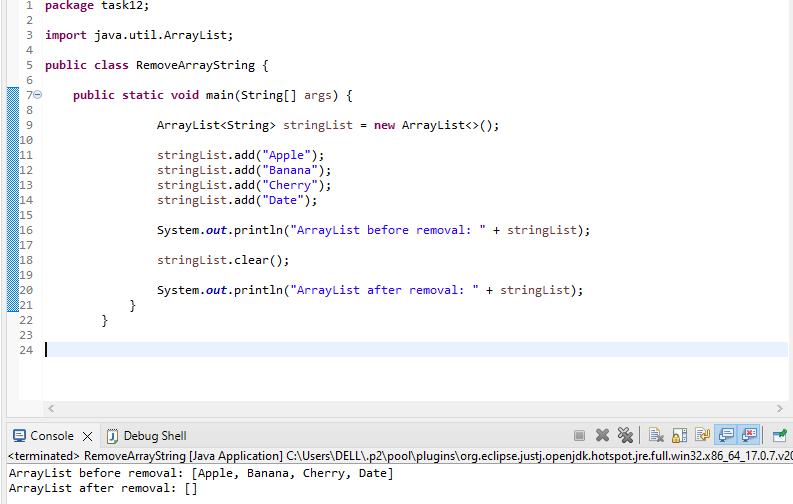 1 package task12;
2
3 import java.util.ArrayList;
4
5 public class RemoveArrayString {
6
7 public static void main(String[] args) {
8
9 ArrayList<String> stringList = new ArrayList<>();
10
11 stringList.add("Apple");
12 stringList.add("Banana");
13 stringList.add("Cherry");
14 stringList.add("Date");
15
16 System.out.println("ArrayList before removal: " + stringList);
17
18 stringList.clear();
19
20 System.out.println("ArrayList after removal: " + stringList);
21 }
22 }
23
24
Console Debug Shell
<terminated> RemoveArrayString [Java Application] C:\Users\DELL\.p2\pool\plugins\org.eclipse.justj.openjdk.hotspot.jre.full.win32.x86_64_17.0.7.v20
ArrayList before removal: [Apple, Banana, Cherry, Date]
ArrayList after removal: []